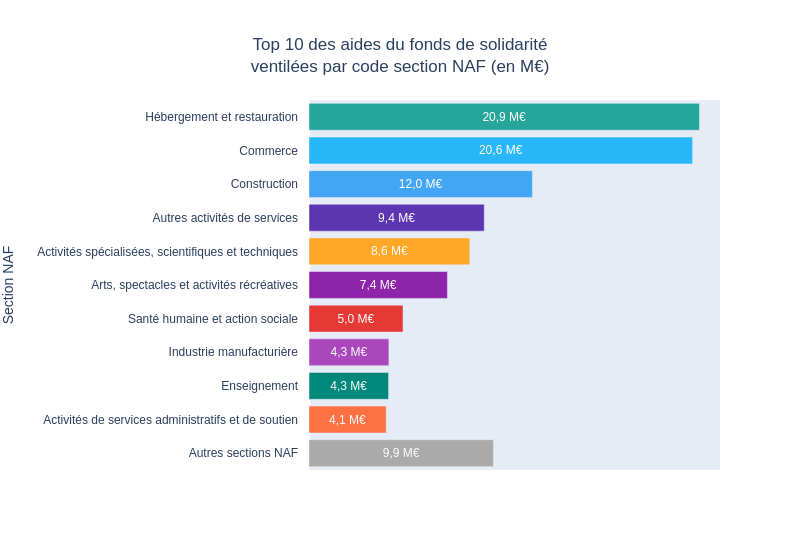 Top 10 des aides du fonds de solidarité
ventilées par code section NAF (en M€)
Section NAF
Hébergement et restauration 20,9 M€
Commerce 20,6 M€
Construction 12,0 M€
Autres activités de services 9,4 M€
Activités spécialisées, scientifiques et techniques 8,6 M€
Arts, spectacles et activités récréatives 7,4 M€
Santé humaine et action sociale 5,0 M€
Industrie manufacturière 4,3 M€
Enseignement 4,3 M€
Activités de services administratifs et de soutien 4,1 M€
Autres sections NAF 9,9 M€